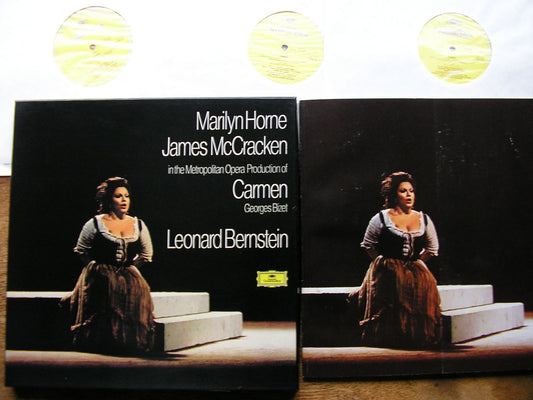 Marilyn Horne
James McCracken
in the Metropolitan Opera Production of
Carmen
Georges Bizet
Leonard Bernstein